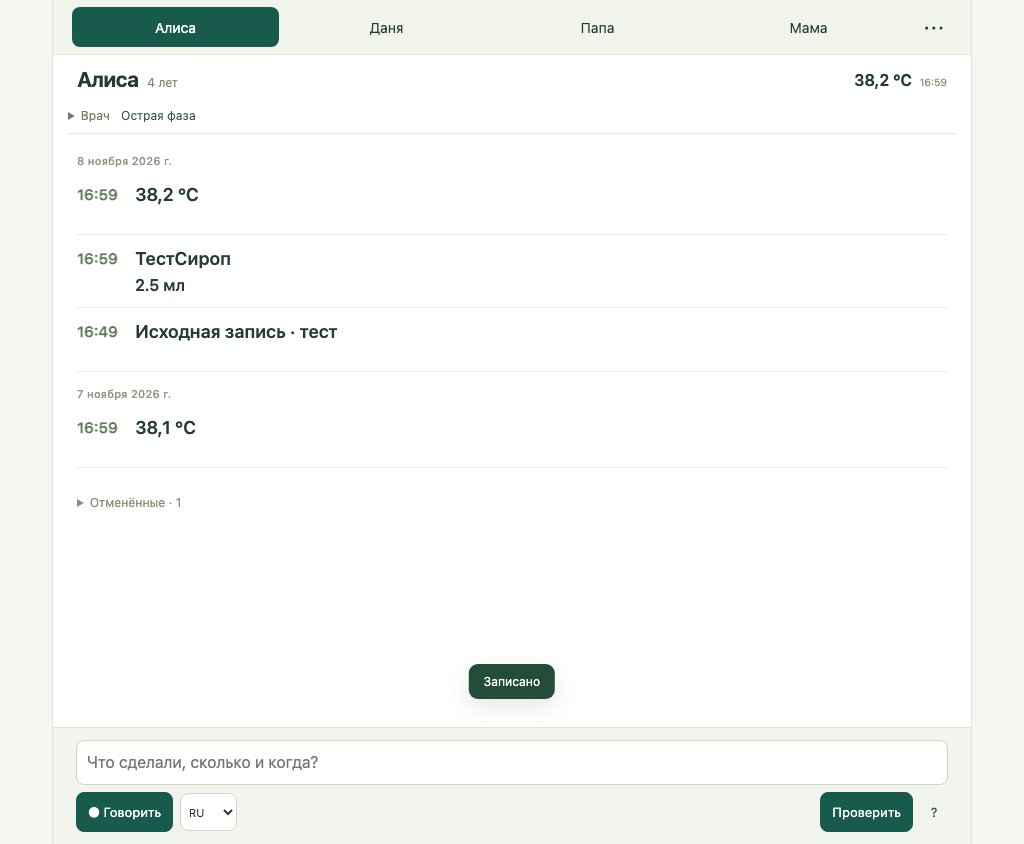 Алиса Даня Папа Мама ···
Алиса 4 лет 38,2 °C 16:59
Врач Острая фаза
8 ноября 2026 г.
16:59 38,2 °C
16:59 ТестСироп
2.5 мл
16:49 Исходная запись · тест
7 ноября 2026 г.
16:59 38,1 °C
Отменённые · 1
Записано
Что сделали, сколько и когда?
Говорить RU Проверить ?